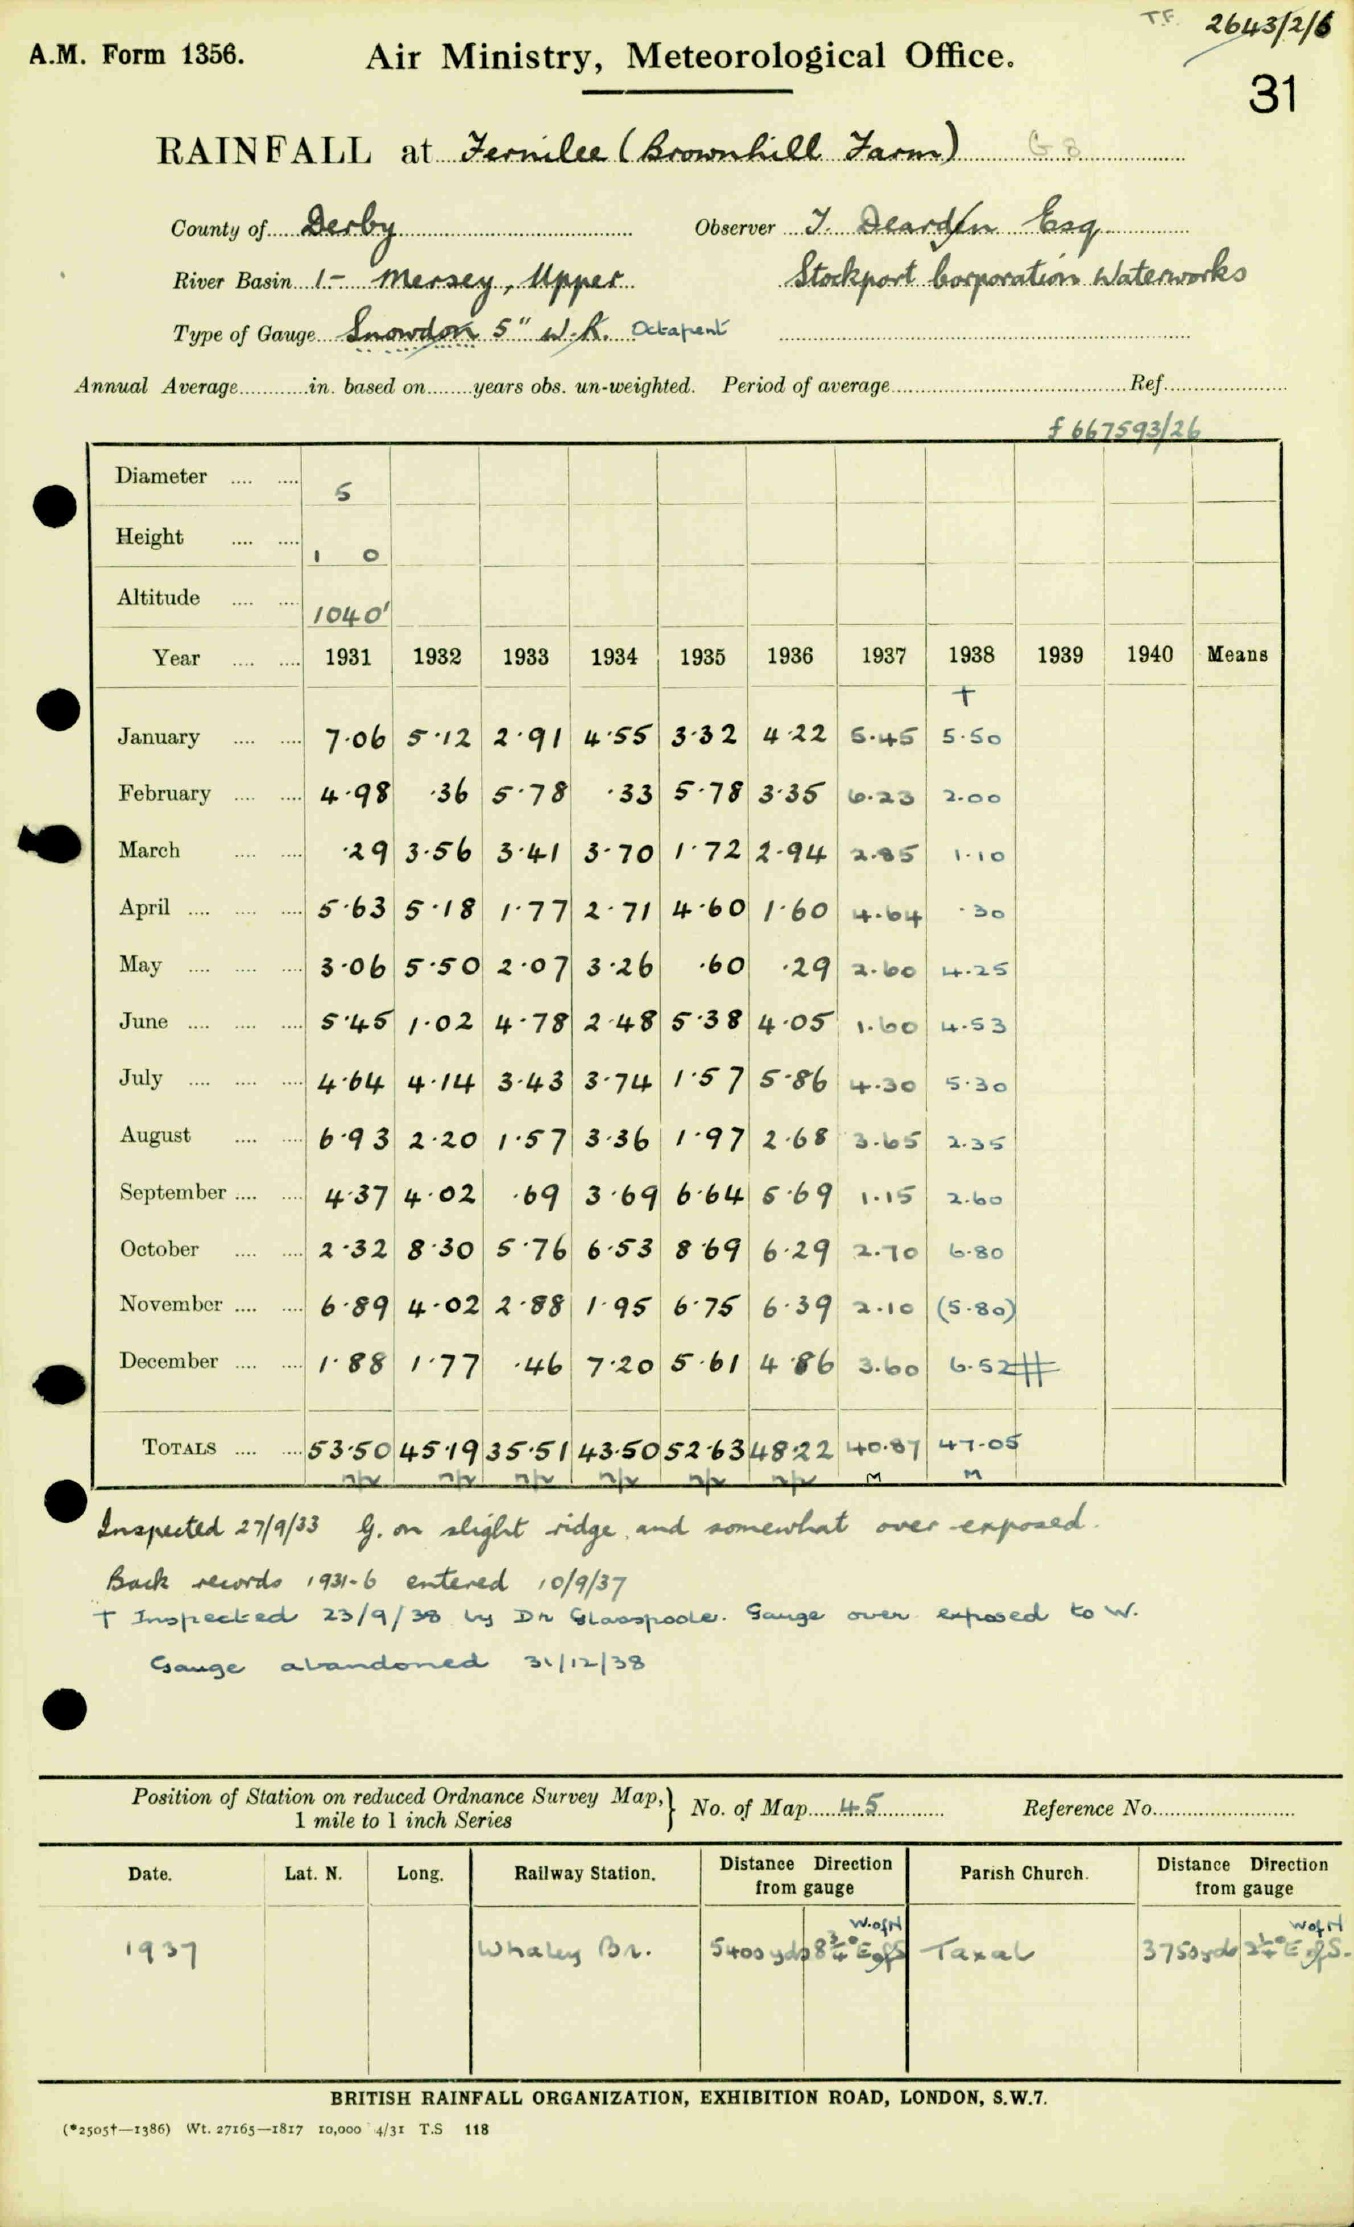 T.F. 2643/2/6
A.M. Form 1356. Air Ministry, Meteorological Office.
31
RAINFALL at Fernilee (Brownhill Farm) G 8
County of Derby Observer T. Dearden Esq.
River Basin 1- Mersey, Upper Stockport Corporation Waterworks
Type of Gauge Snowdon 5" W.R. Octapent
Annual Average............in. based on........years obs. un-weighted. Period of average.......... Ref..........
f 667593/26
Diameter .... .... 5
Height .... .... 1 0
Altitude .... .... 1040'
Year .... .... 1931 1932 1933 1934 1935 1936 1937 1938 1939 1940 Means
†
January .... .... 7·06 5·12 2·91 4·55 3·32 4·22 5·45 5·50
February .... .... 4·98 ·36 5·78 ·33 5·78 3·35 6·23 2·00
March .... .... ·29 3·56 3·41 3·70 1·72 2·94 2·85 1·10
April .... .... .... 5·63 5·18 1·77 2·71 4·60 1·60 4·64 ·30
May .... .... .... 3·06 5·50 2·07 3·26 ·60 ·29 2·60 4·25
June .... .... .... 5·45 1·02 4·78 2·48 5·38 4·05 1·60 4·53
July .... .... .... 4·64 4·14 3·43 3·74 1·57 5·86 4·30 5·30
August .... .... 6·93 2·20 1·57 3·36 1·97 2·68 3·65 2·35
September .... .... 4·37 4·02 ·69 3·69 6·64 5·69 1·15 2·60
October .... .... 2·32 8·30 5·76 6·53 8·69 6·29 2·70 6·80
November .... .... 6·89 4·02 2·88 1·95 6·75 6·39 2·10 (5·80)
December .... .... 1·88 1·77 ·46 7·20 5·61 4·86 3·60 6·52
TOTALS .... .... 53·50 45·19 35·51 43·50 52·63 48·22 40·87 47·05
M M
Inspected 27/9/33 G. on slight ridge and somewhat over-exposed.
Back records 1931-6 entered 10/9/37
† Inspected 23/9/38 by Dr Glasspoole. Gauge over exposed to W.
Gauge abandoned 31/12/38
Position of Station on reduced Ordnance Survey Map,
1 mile to 1 inch Series } No. of Map 45 Reference No.
Date. Lat. N. Long. Railway Station. Distance Direction from gauge Parish Church. Distance Direction from gauge
W of N W of N
1937 Whaley Br. 5400 yds 8¾° E of S Taxal 3750 yds 2¼° E of S.
BRITISH RAINFALL ORGANIZATION, EXHIBITION ROAD, LONDON, S.W.7.
(*2505†—1386) Wt. 27165—1817 10,000 4/31 T.S 118